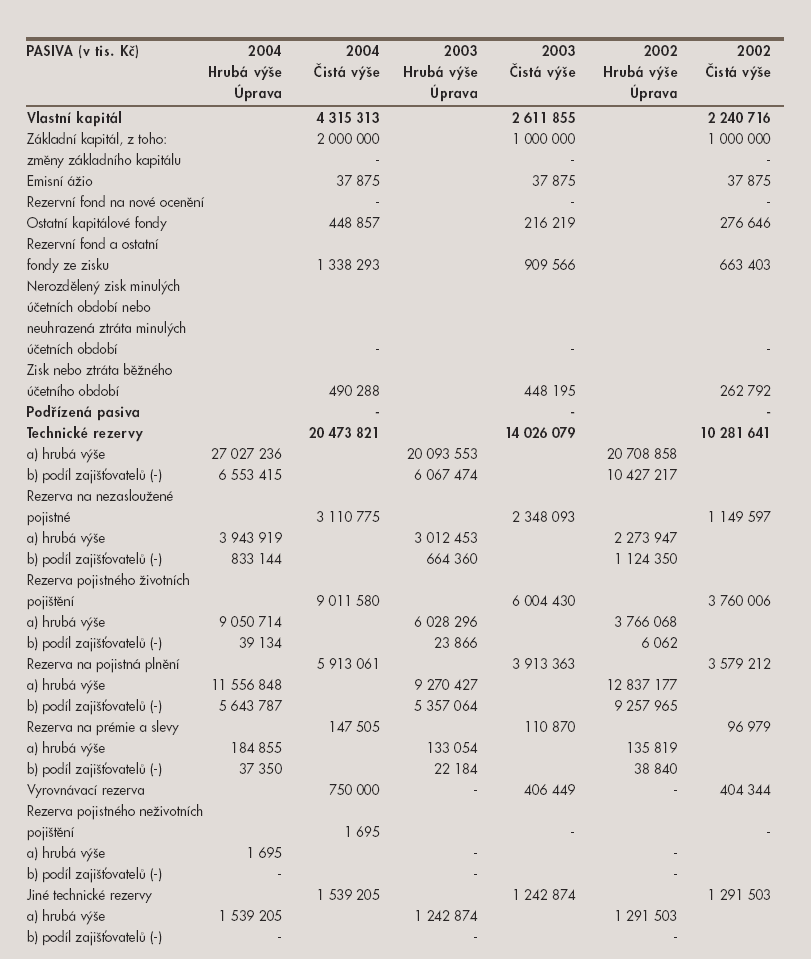 PASIVA (v tis. Kč) 2004 2004 2003 2003 2002 2002
Hrubá výše Čistá výše Hrubá výše Čistá výše Hrubá výše Čistá výše
Úprava Úprava Úprava
Vlastní kapitál 4 315 313 2 611 855 2 240 716
Základní kapitál, z toho: 2 000 000 1 000 000 1 000 000
změny základního kapitálu - - -
Emisní ážio 37 875 37 875 37 875
Rezervní fond na nové ocenění - - -
Ostatní kapitálové fondy 448 857 216 219 276 646
Rezervní fond a ostatní
fondy ze zisku 1 338 293 909 566 663 403
Nerozdělený zisk minulých
účetních období nebo
neuhrazená ztráta minulých
účetních období - - -
Zisk nebo ztráta běžného
účetního období 490 288 448 195 262 792
Podřízená pasiva - - -
Technické rezervy 20 473 821 14 026 079 10 281 641
a) hrubá výše 27 027 236 20 093 553 20 708 858
b) podíl zajišťovatelů (-) 6 553 415 6 067 474 10 427 217
Rezerva na nezasloužené
pojistné 3 110 775 2 348 093 1 149 597
a) hrubá výše 3 943 919 3 012 453 2 273 947
b) podíl zajišťovatelů (-) 833 144 664 360 1 124 350
Rezerva pojistného životních
pojištění 9 011 580 6 004 430 3 760 006
a) hrubá výše 9 050 714 6 028 296 3 766 068
b) podíl zajišťovatelů (-) 39 134 23 866 6 062
Rezerva na pojistná plnění 5 913 061 3 913 363 3 579 212
a) hrubá výše 11 556 848 9 270 427 12 837 177
b) podíl zajišťovatelů (-) 5 643 787 5 357 064 9 257 965
Rezerva na prémie a slevy 147 505 110 870 96 979
a) hrubá výše 184 855 133 054 135 819
b) podíl zajišťovatelů (-) 37 350 22 184 38 840
Vyrovnávací rezerva 750 000 - 406 449 - 404 344
Rezerva pojistného neživotních
pojištění 1 695 - -
a) hrubá výše 1 695 - -
b) podíl zajišťovatelů (-) - - -
Jiné technické rezervy 1 539 205 1 242 874 1 291 503
a) hrubá výše 1 539 205 1 242 874 1 291 503
b) podíl zajišťovatelů (-) - - -